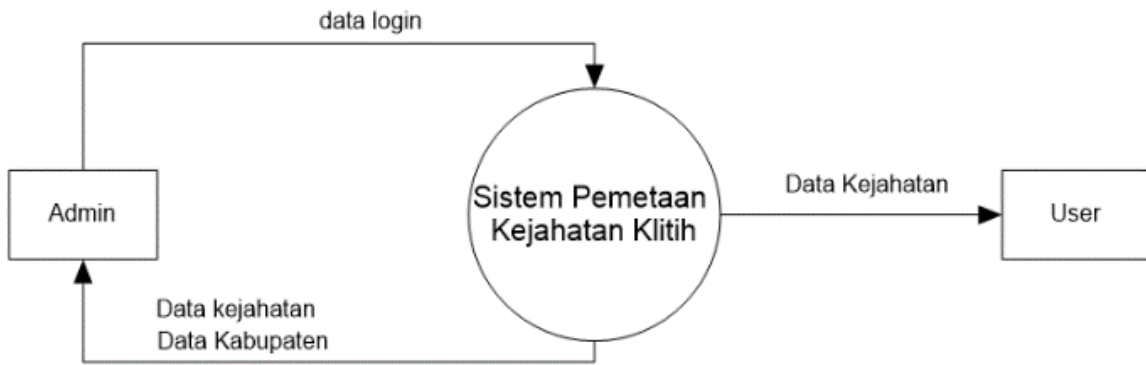 data login
Admin
Sistem Pemetaan
Kejahatan Klitih
Data Kejahatan
User
Data kejahatan
Data Kabupaten